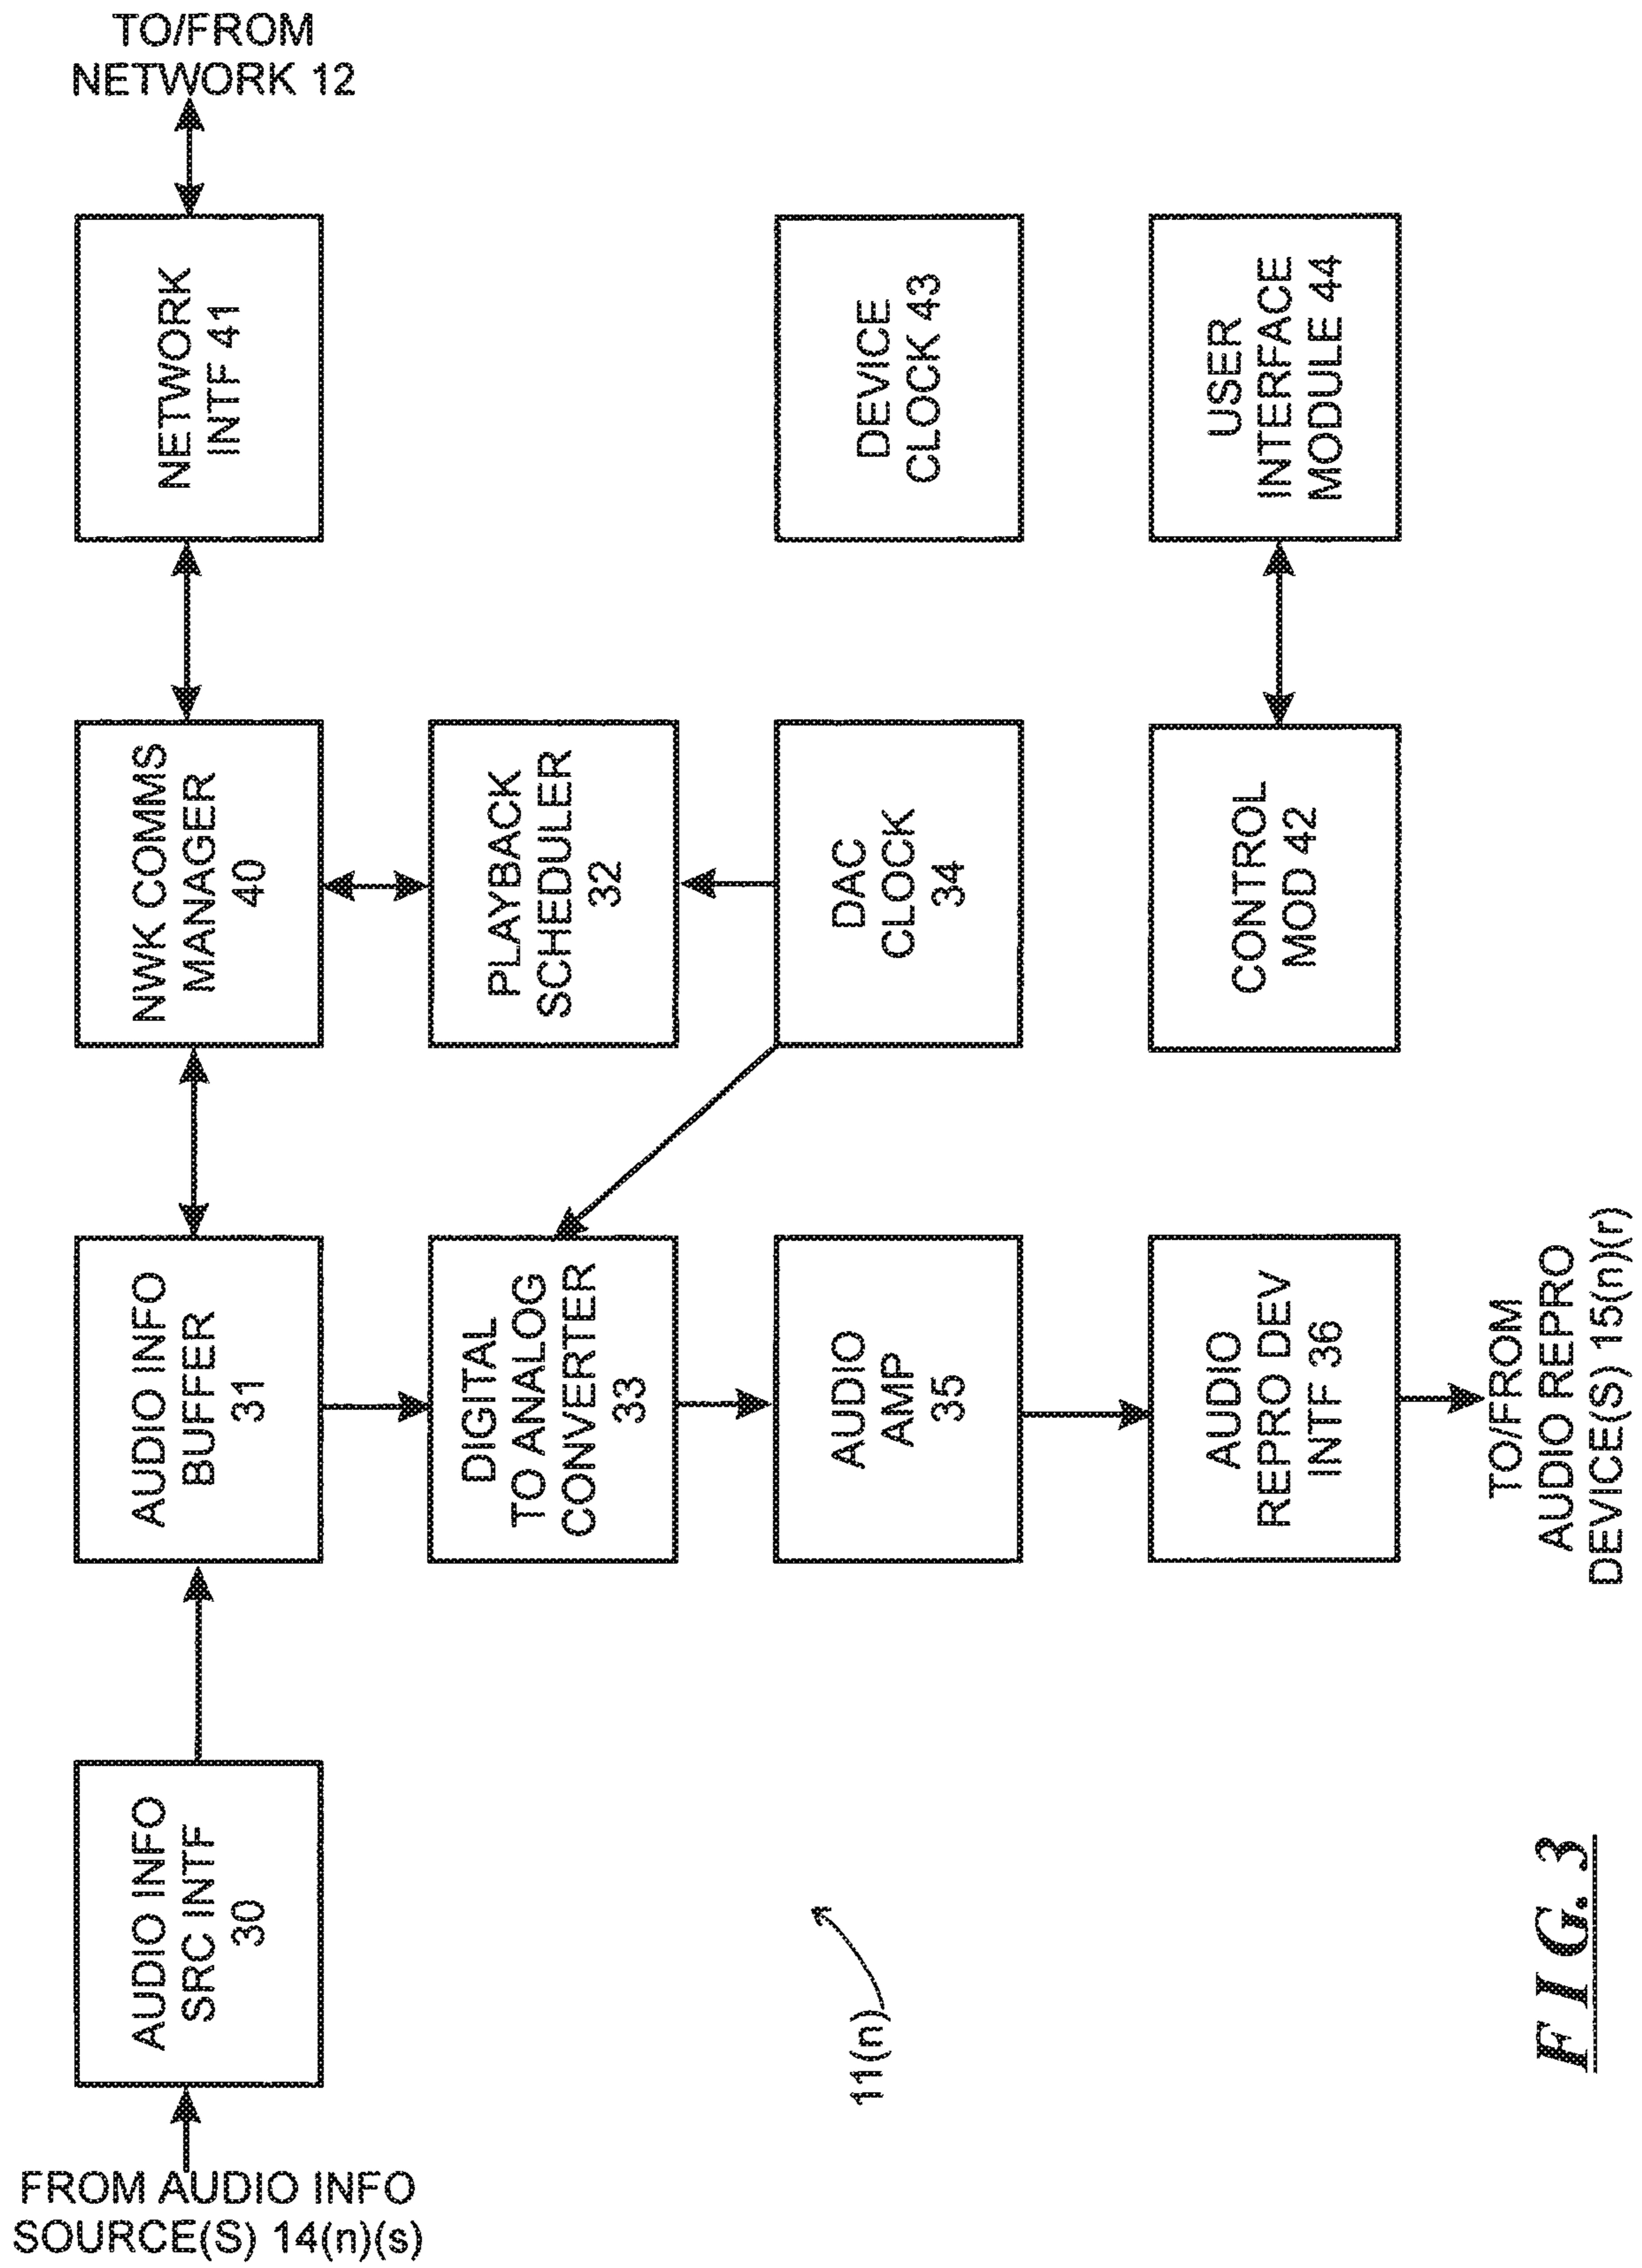 FROM AUDIO INFO
SOURCE(S) 14(n)(s)
AUDIO INFO
SRC INTF
30
AUDIO INFO
BUFFER
31
NWK COMMS
MANAGER
40
NETWORK
INTF 41
TO/FROM
NETWORK 12
DIGITAL
TO ANALOG
CONVERTER
33
PLAYBACK
SCHEDULER
32
11(n)
AUDIO
AMP
35
DAC
CLOCK
34
DEVICE
CLOCK 43
AUDIO
REPRO DEV
INTF 36
CONTROL
MOD 42
USER
INTERFACE
MODULE 44
TO/FROM
AUDIO REPRO
DEVICE(S) 15(n)(r)
FIG. 3